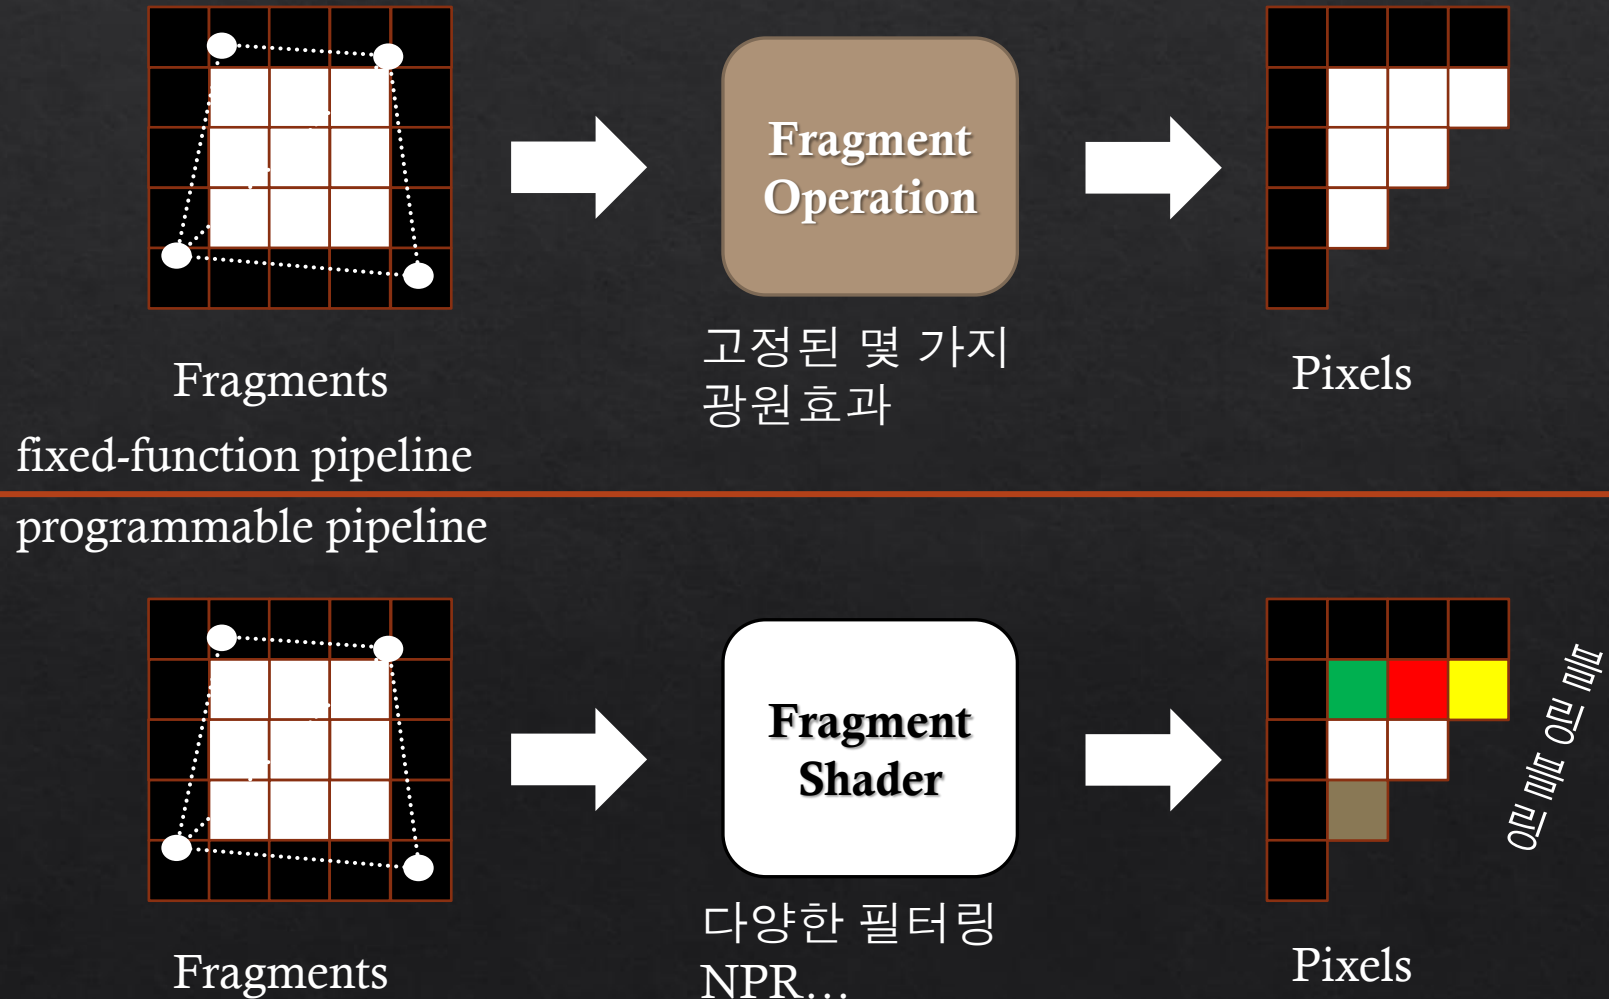 Fragment
Operation
Fragments
고정된 몇 가지
광원효과
Pixels
fixed-function pipeline
programmable pipeline
Fragment
Shader
Fragments
다양한 필터링
NPR...
Pixels